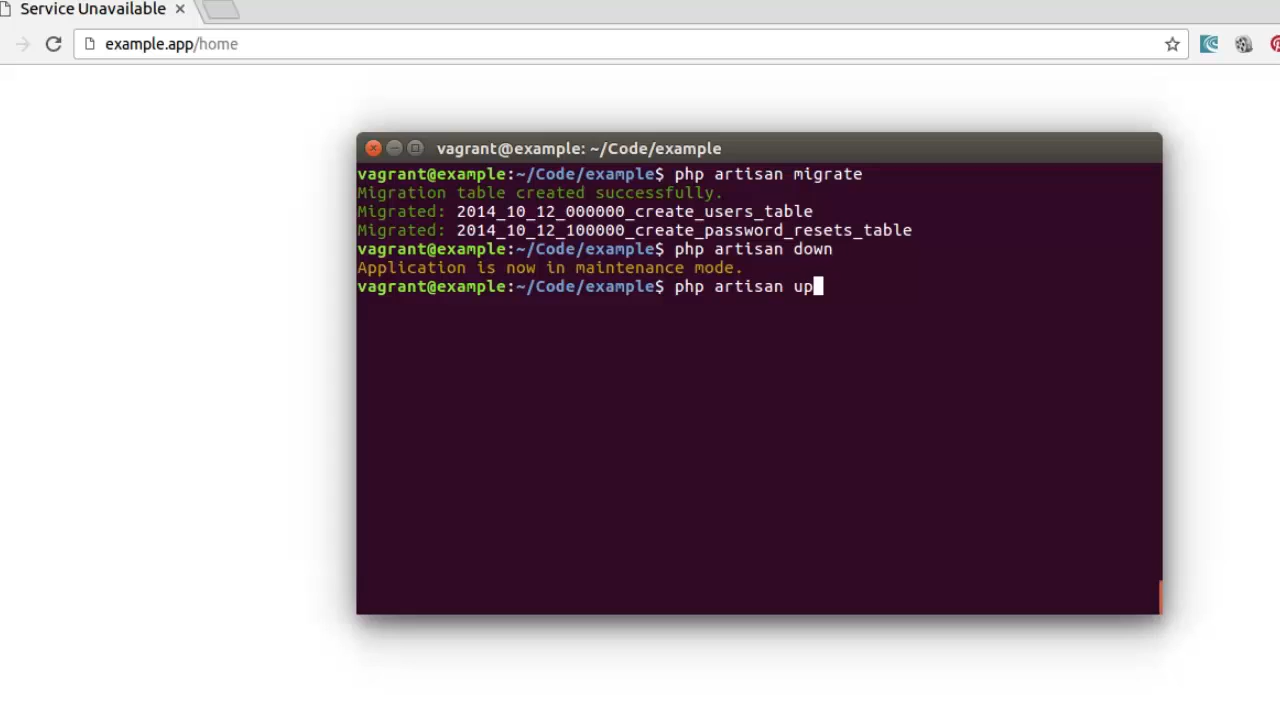 Service Unavailable
example.app/home
vagrant@example: ~/Code/example
vagrant@example:~/Code/example$ php artisan migrate
Migration table created successfully.
Migrated: 2014_10_12_000000_create_users_table
Migrated: 2014_10_12_100000_create_password_resets_table
vagrant@example:~/Code/example$ php artisan down
Application is now in maintenance mode.
vagrant@example:~/Code/example$ php artisan up